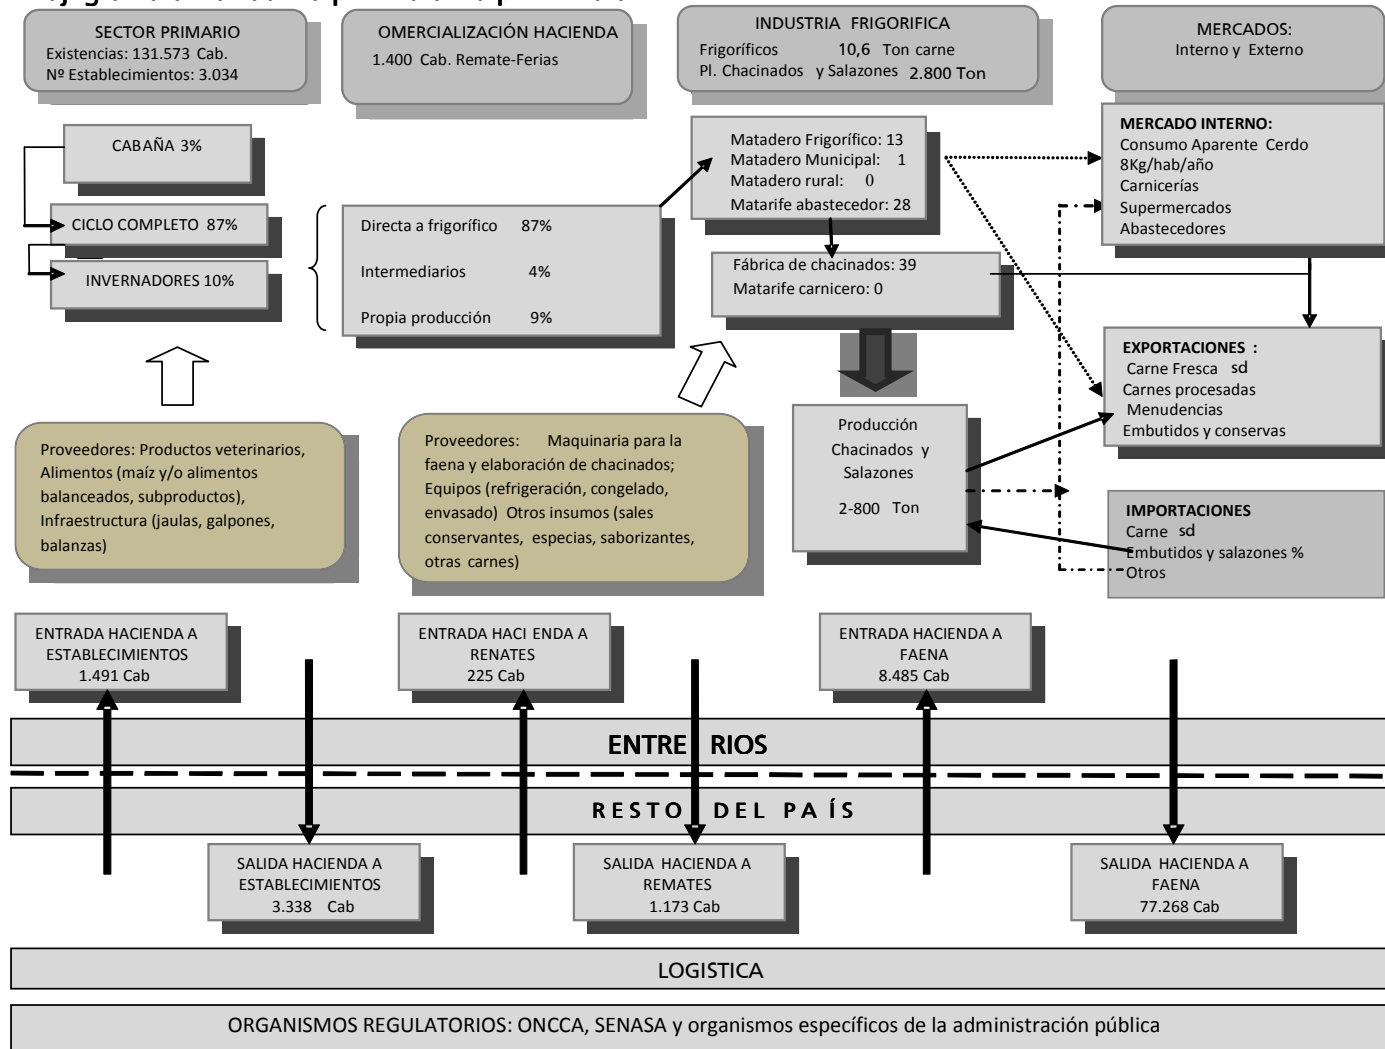 SECTOR PRIMARIO
Existencias: 131.573 Cab.
Nº Establecimientos: 3.034
OMERCIALIZACIÓN HACIENDA
1.400 Cab. Remate-Ferias
INDUSTRIA FRIGORIFICA
Frigoríficos 10,6 Ton carne
Pl. Chacinados y Salazones 2.800 Ton
MERCADOS:
Interno y Externo
CABAÑA 3%
CICLO COMPLETO 87%
INVERNADORES 10%
Directa a frigorífico 87%
Intermediarios 4%
Propia producción 9%
Matadero Frigorífico: 13
Matadero Municipal: 1
Matadero rural: 0
Matarife abastecedor: 28
Fábrica de chacinados: 39
Matarife carnicero: 0
MERCADO INTERNO:
Consumo Aparente Cerdo
8Kg/hab/año
Carnicerías
Supermercados
Abastecedores
EXPORTACIONES :
Carne Fresca sd
Carnes procesadas
Menudencias
Embutidos y conservas
Proveedores: Productos veterinarios,
Alimentos (maíz y/o alimentos
balanceados, subproductos),
Infraestructura (jaulas, galpones,
balanzas)
Proveedores: Maquinaria para la
faena y elaboración de chacinados;
Equipos (refrigeración, congelado,
envasado) Otros insumos (sales
conservantes, especias, saborizantes,
otras carnes)
Producción
Chacinados y
Salazones
2-800 Ton
IMPORTACIONES
Carne sd
Embutidos y salazones %
Otros
ENTRADA HACIENDA A
ESTABLECIMIENTOS
1.491 Cab
ENTRADA HACI ENDA A
RENATES
225 Cab
ENTRADA HACIENDA A
FAENA
8.485 Cab
ENTRE RIOS
RESTO DEL PAÍS
SALIDA HACIENDA A
ESTABLECIMIENTOS
3.338 Cab
SALIDA HACIENDA A
REMATES
1.173 Cab
SALIDA HACIENDA A
FAENA
77.268 Cab
LOGISTICA
ORGANISMOS REGULATORIOS: ONCCA, SENASA y organismos específicos de la administración pública